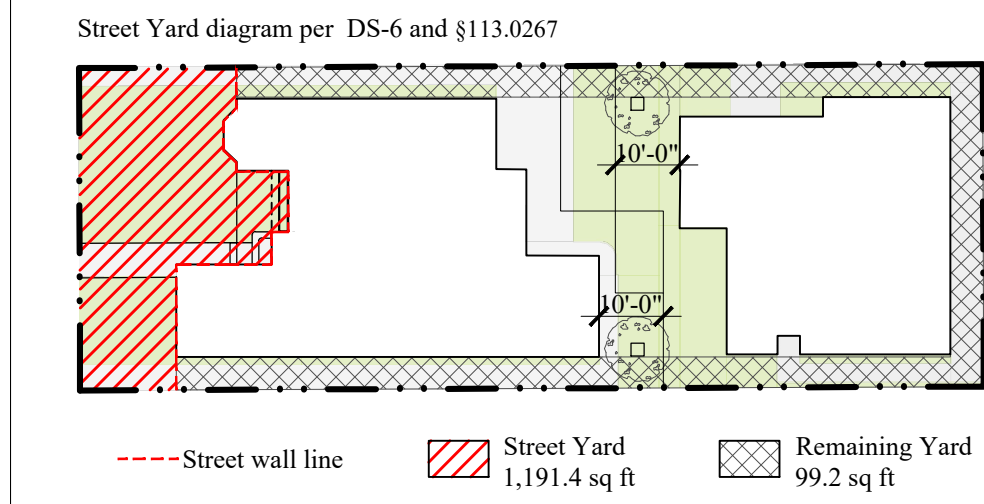 Street Yard diagram per DS-6 and §113.0267
10'-0"
10'-0"
Street wall line
Street Yard
1,191.4 sq ft
Remaining Yard
99.2 sq ft